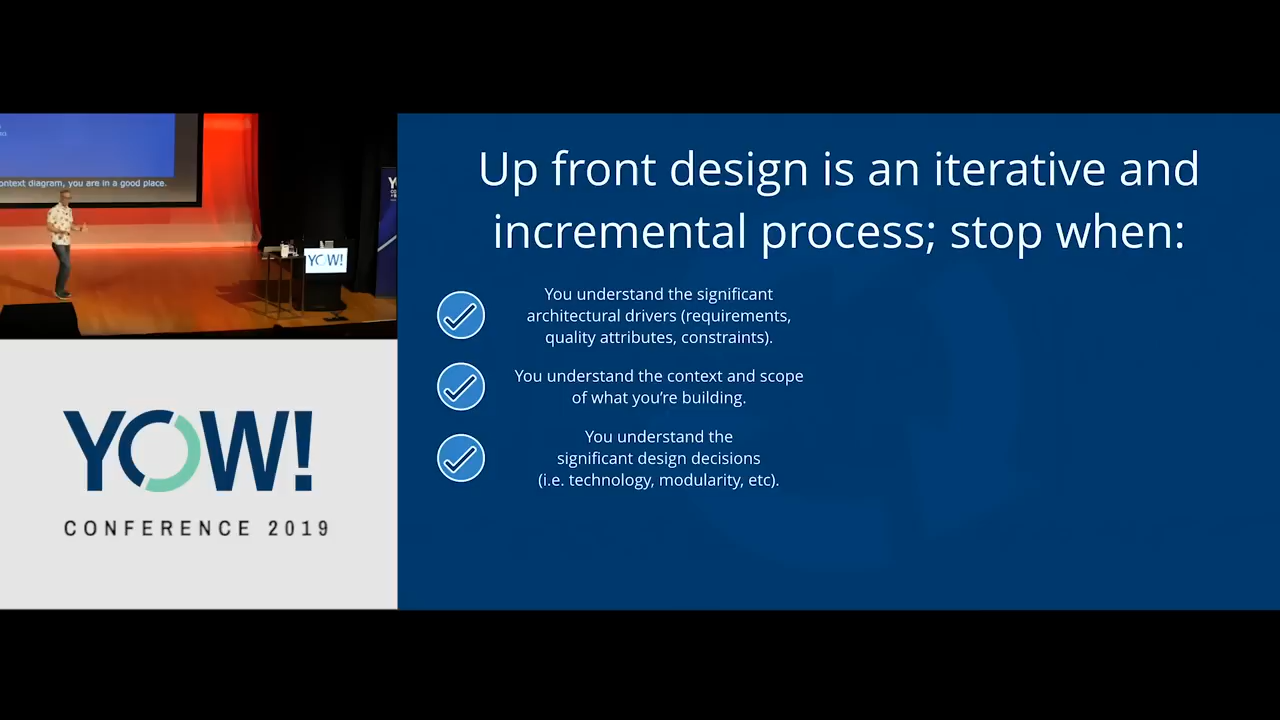 ontext diagram, you are in a good place.
YOW!
YOW!
CONFERENCE 2019
Up front design is an iterative and
incremental process; stop when:
You understand the significant
architectural drivers (requirements,
quality attributes, constraints).
You understand the context and scope
of what you’re building.
You understand the
significant design decisions
(i.e. technology, modularity, etc).